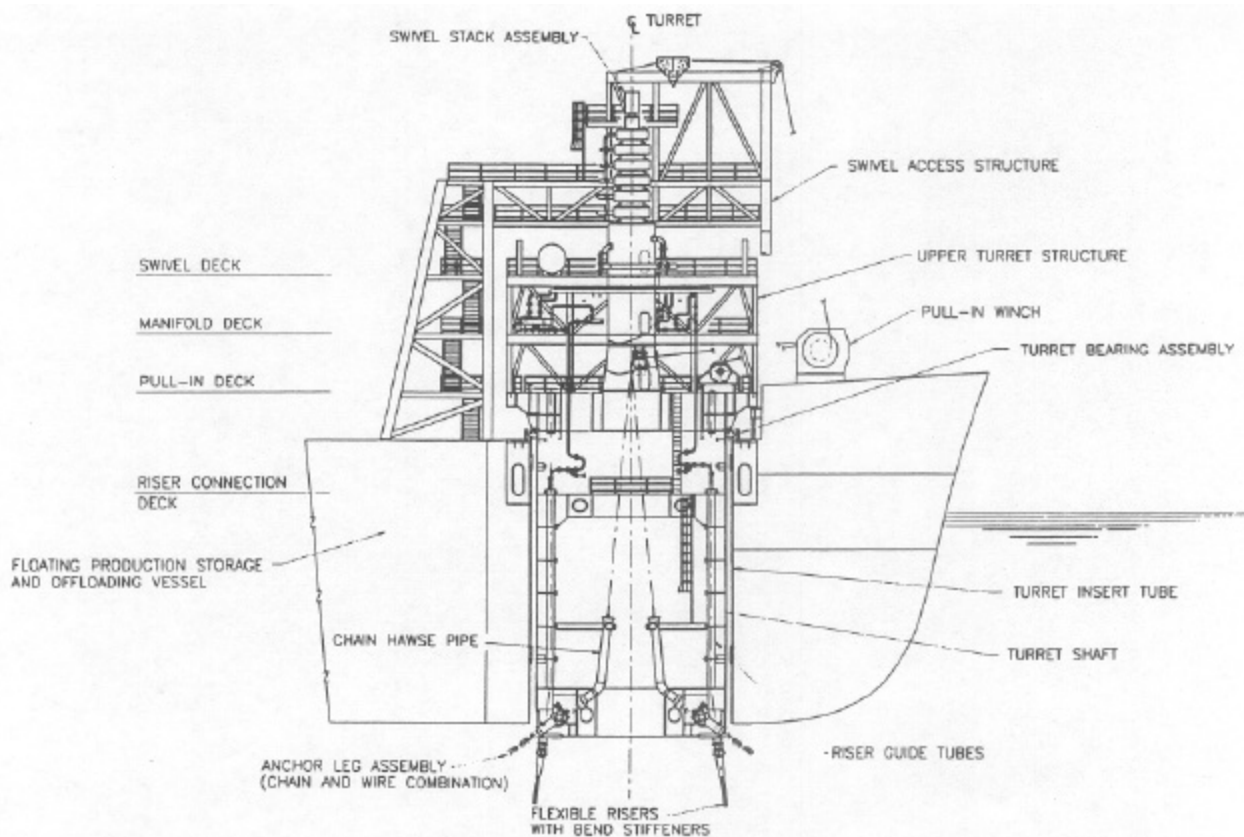 ℄ TURRET
SWIVEL STACK ASSEMBLY
SWIVEL ACCESS STRUCTURE
SWIVEL DECK
UPPER TURRET STRUCTURE
MANIFOLD DECK
PULL-IN WINCH
TURRET BEARING ASSEMBLY
PULL-IN DECK
RISER CONNECTION
DECK
FLOATING PRODUCTION STORAGE
AND OFFLOADING VESSEL
TURRET INSERT TUBE
CHAIN HAWSE PIPE
TURRET SHAFT
RISER GUIDE TUBES
ANCHOR LEG ASSEMBLY
(CHAIN AND WIRE COMBINATION)
FLEXIBLE RISERS
WITH BEND STIFFENERS